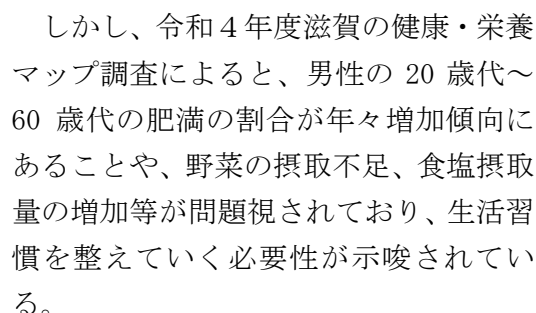 しかし、令和４年度滋賀の健康・栄養
マップ調査によると、男性の 20 歳代～
60 歳代の肥満の割合が年々増加傾向に
あることや、野菜の摂取不足、食塩摂取
量の増加等が問題視されており、生活習
慣を整えていく必要性が示唆されてい
る。